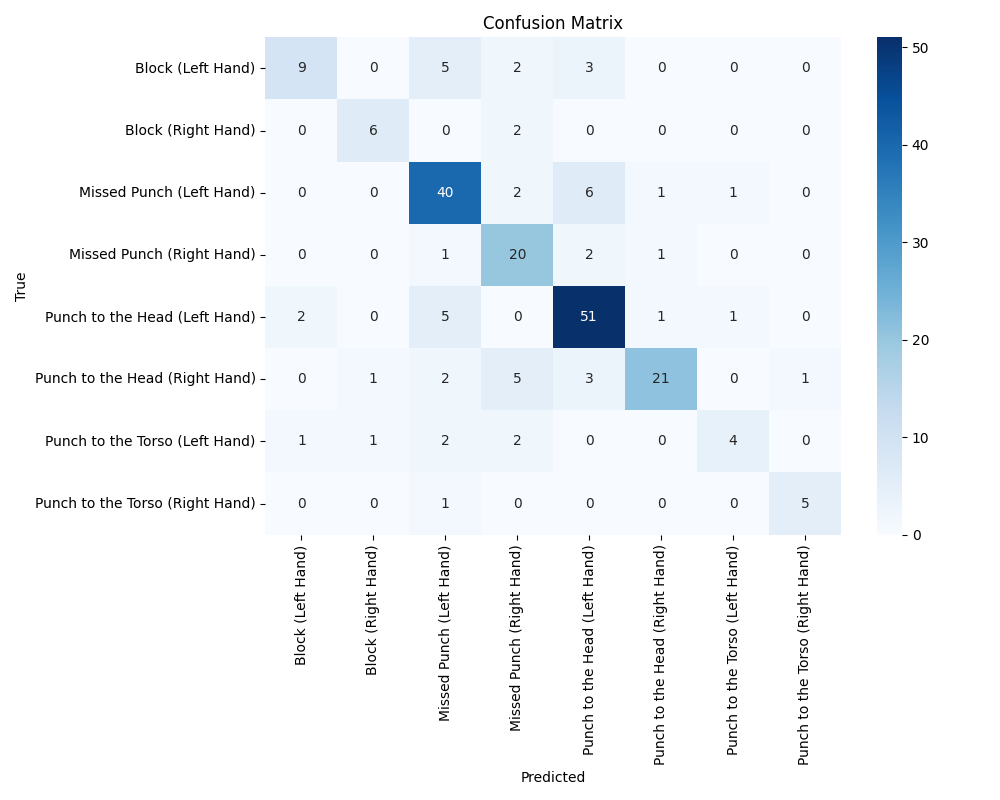 Confusion Matrix
True
Block (Left Hand) 9 0 5 2 3 0 0 0
Block (Right Hand) 0 6 0 2 0 0 0 0
Missed Punch (Left Hand) 0 0 40 2 6 1 1 0
Missed Punch (Right Hand) 0 0 1 20 2 1 0 0
Punch to the Head (Left Hand) 2 0 5 0 51 1 1 0
Punch to the Head (Right Hand) 0 1 2 5 3 21 0 1
Punch to the Torso (Left Hand) 1 1 2 2 0 0 4 0
Punch to the Torso (Right Hand) 0 0 1 0 0 0 0 5
Block (Left Hand)
Block (Right Hand)
Missed Punch (Left Hand)
Missed Punch (Right Hand)
Punch to the Head (Left Hand)
Punch to the Head (Right Hand)
Punch to the Torso (Left Hand)
Punch to the Torso (Right Hand)
Predicted
50
40
30
20
10
0